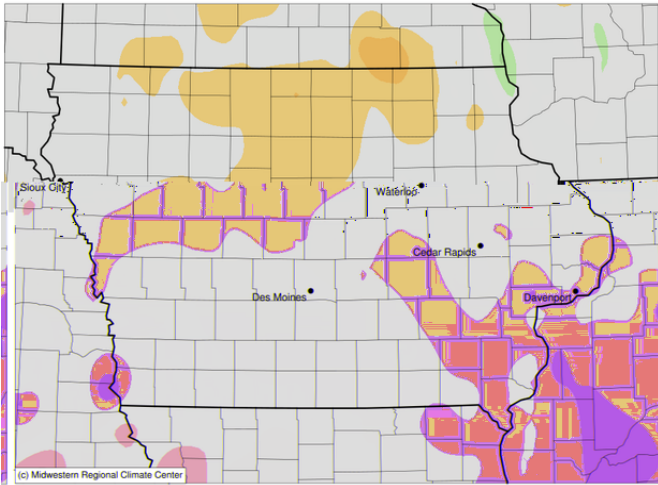 Sioux City
Waterloo
Cedar Rapids
Des Moines
Davenport
(c) Midwestern Regional Climate Center